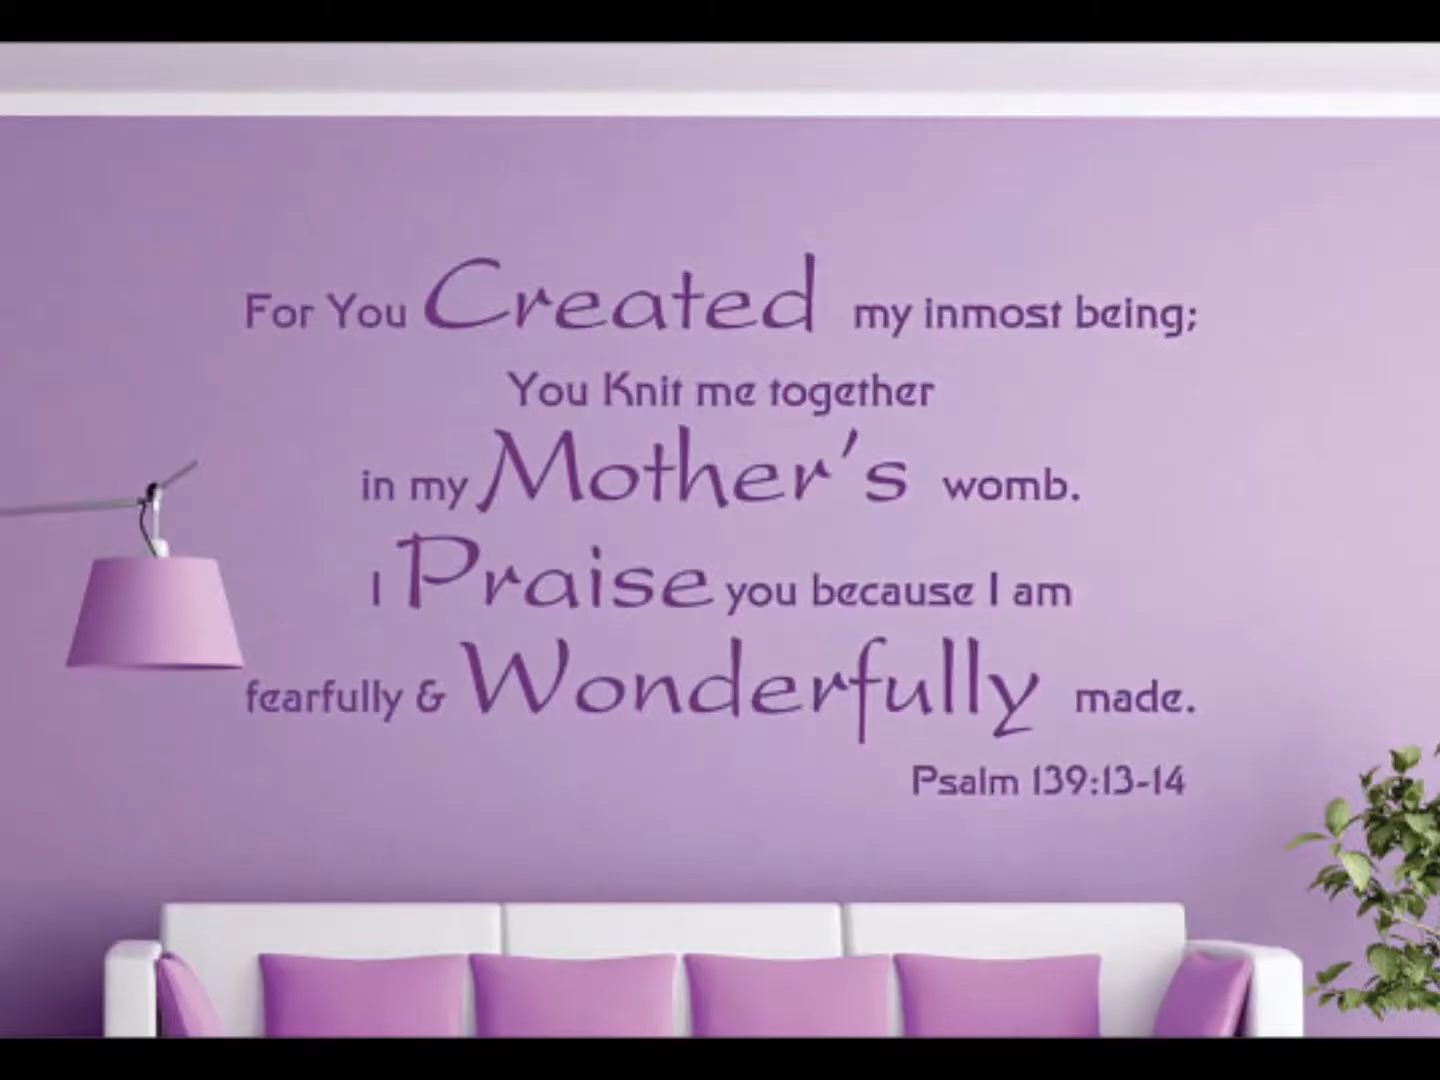 For You Created my inmost being;
You Knit me together
in my Mother's womb.
I Praise you because I am
fearfully & Wonderfully made.
Psalm 139:13-14